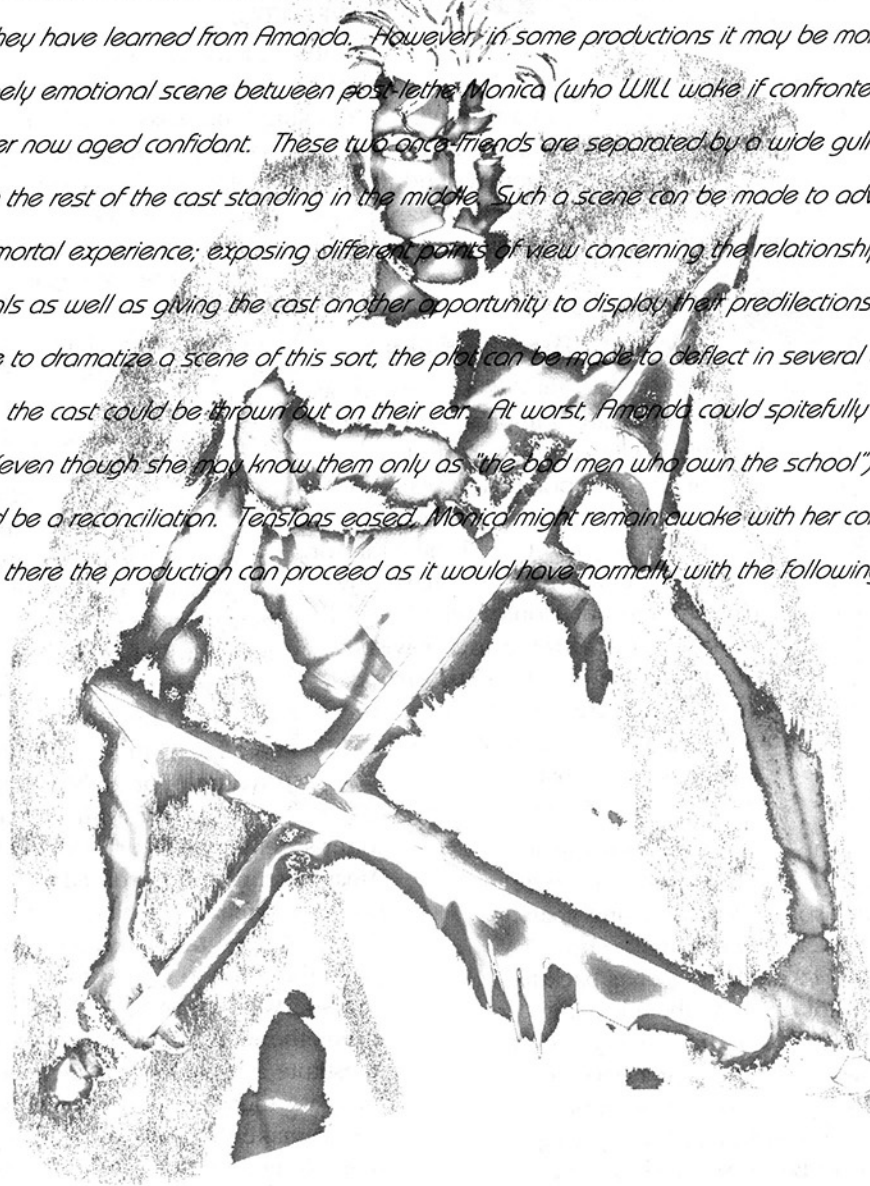 hey have learned from Amanda. However, in some productions it may be mo
ely emotional scene between post-lethe Monica (who WILL wake if confronte
er now aged confidant. These two once-friends are separated by a wide gul
the rest of the cast standing in the middle. Such a scene can be made to ad
mortal experience; exposing different points of view concerning the relationshi
ls as well as giving the cast another opportunity to display their predilections
e to dramatize a scene of this sort, the plot can be made to deflect in several
the cast could be thrown out on their ear. At worst, Amanda could spitefully
(even though she may know them only as "the bad men who own the school")
d be a reconciliation. Tensions eased, Monica might remain awake with her co
there the production can proceed as it would have normally with the following